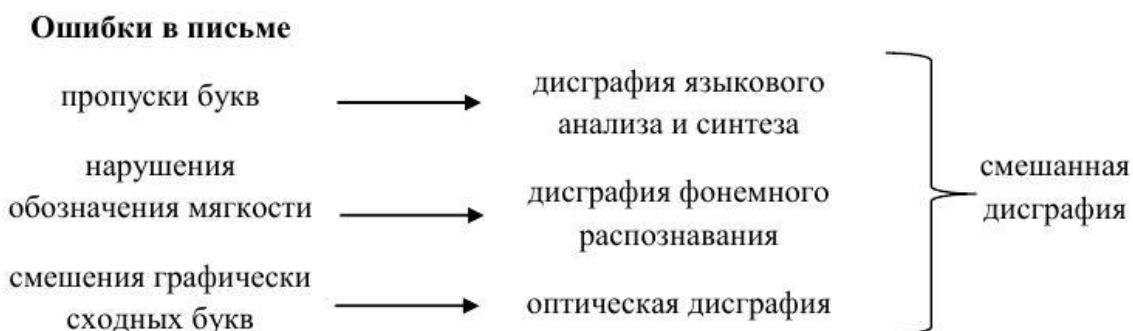 Ошибки в письме
пропуски букв
дисграфия языкового
анализа и синтеза
нарушения
обозначения мягкости
дисграфия фонемного
распознавания
смешения графически
сходных букв
оптическая дисграфия
смешанная
дисграфия